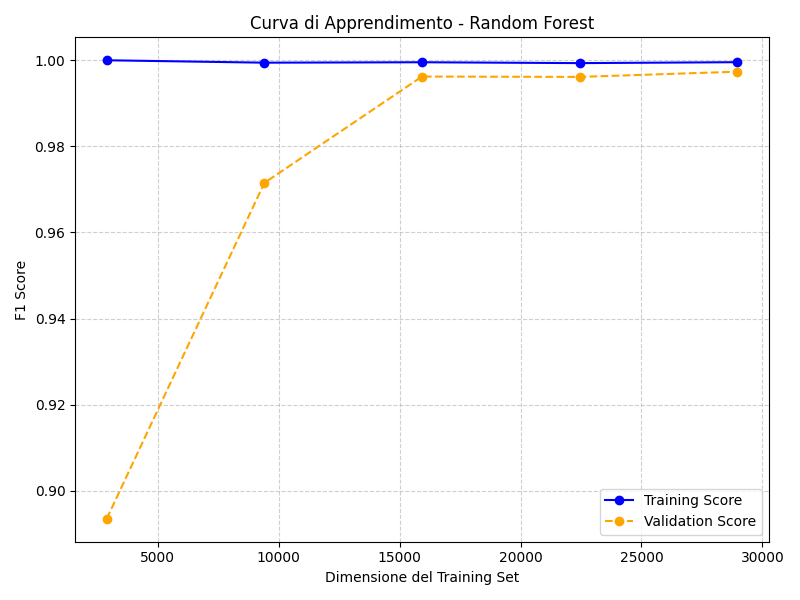 Curva di Apprendimento - Random Forest
1.00
0.98
0.96
0.94
0.92
0.90
F1 Score
5000
10000
15000
20000
25000
30000
Dimensione del Training Set
Training Score
Validation Score